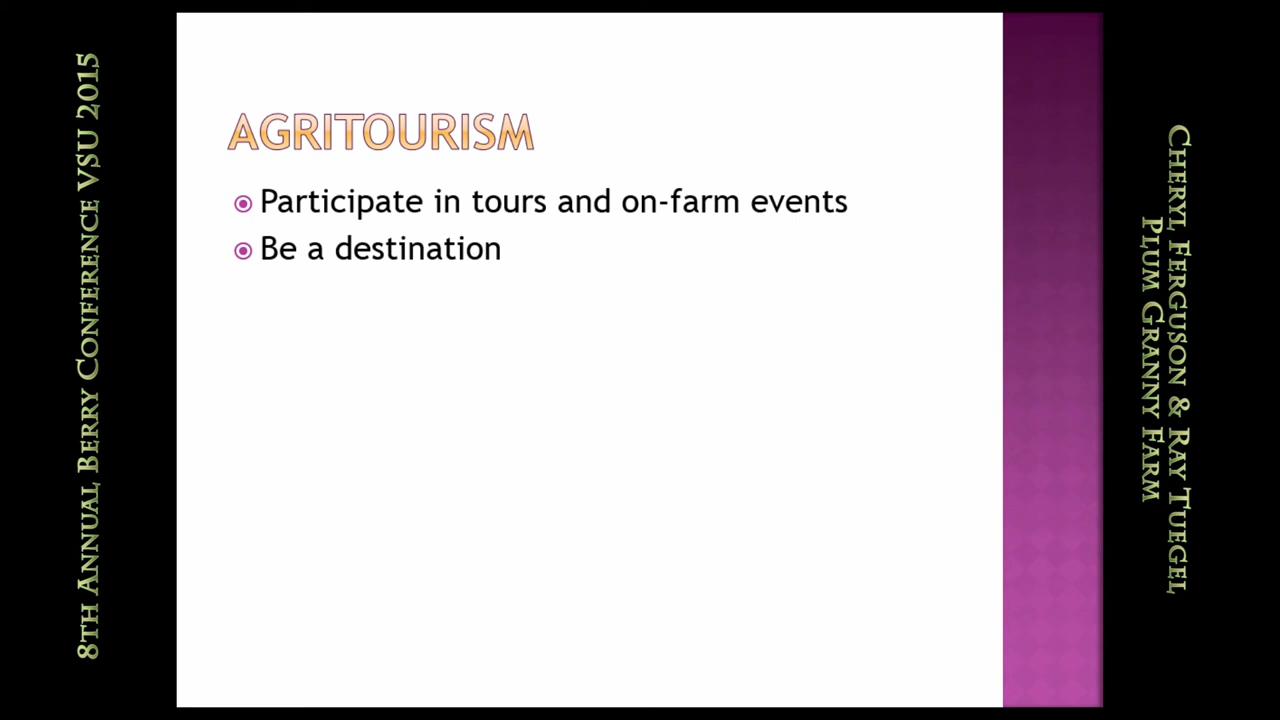 8TH ANNUAL BERRY CONFERENCE VSU 2015
AGRITOURISM
Participate in tours and on-farm events
Be a destination
CHERYL FERGUSON & RAY TUEGEL
PLUM GRANNY FARM